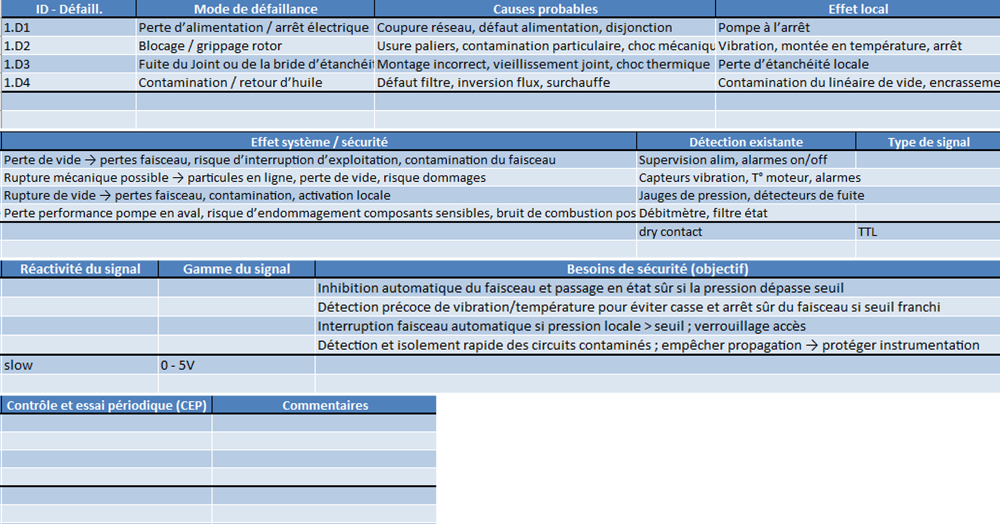 ID - Défaill. Mode de défaillance Causes probables Effet local
1.D1 Perte d’alimentation / arrêt électrique Coupure réseau, défaut alimentation, disjonction Pompe à l’arrêt
1.D2 Blocage / grippage rotor Usure paliers, contamination particulaire, choc mécaniqu Vibration, montée en température, arrêt
1.D3 Fuite du Joint ou de la bride d’étanchéit Montage incorrect, vieillissement joint, choc thermique Perte d’étanchéité locale
1.D4 Contamination / retour d’huile Défaut filtre, inversion flux, surchauffe Contamination du linéaire de vide, encrasseme
Effet système / sécurité Détection existante Type de signal
Perte de vide → pertes faisceau, risque d’interruption d’exploitation, contamination du faisceau Supervision alim, alarmes on/off
Rupture mécanique possible → particules en ligne, perte de vide, risque dommages Capteurs vibration, T° moteur, alarmes
Rupture de vide → pertes faisceau, contamination, activation locale Jauges de pression, détecteurs de fuite
Perte performance pompe en aval, risque d’endommagement composants sensibles, bruit de combustion pos Débitmètre, filtre état
dry contact TTL
Réactivité du signal Gamme du signal Besoins de sécurité (objectif)
Inhibition automatique du faisceau et passage en état sûr si la pression dépasse seuil
Détection précoce de vibration/température pour éviter casse et arrêt sûr du faisceau si seuil franchi
Interruption faisceau automatique si pression locale > seuil ; verrouillage accès
Détection et isolement rapide des circuits contaminés ; empêcher propagation → protéger instrumentation
slow 0 - 5V
Contrôle et essai périodique (CEP) Commentaires